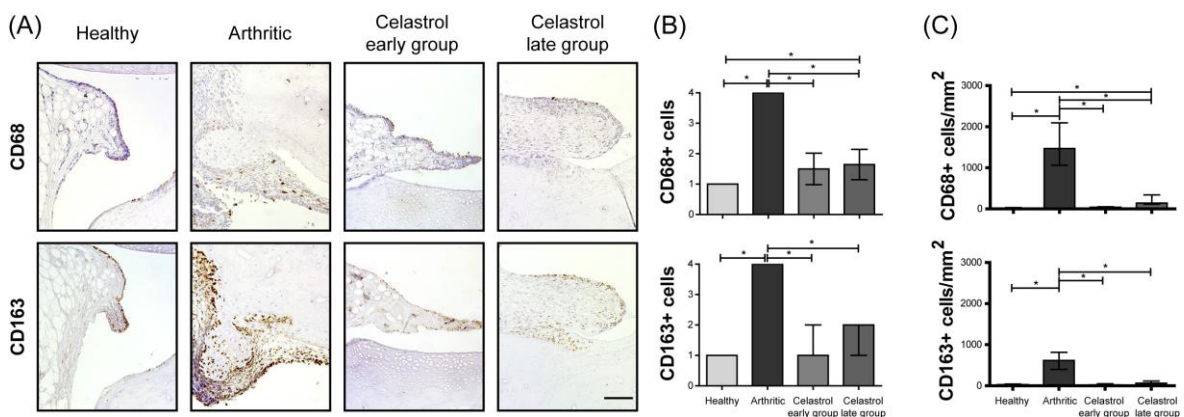 (A)
Healthy
Arthritic
Celastrol
early group
Celastrol
late group
CD68
CD163
(B)
*
*
*
*
CD68+ cells
4
3
2
1
*
*
*
CD163+ cells
4
3
2
1
Healthy
Arthritic
Celastrol
early group
Celastrol
late group
(C)
*
*
*
*
CD68+ cells/mm2
3000
2000
1000
0
*
*
*
CD163+ cells/mm2
3000
2000
1000
0
Healthy
Arthritic
Celastrol
early group
Celastrol
late group